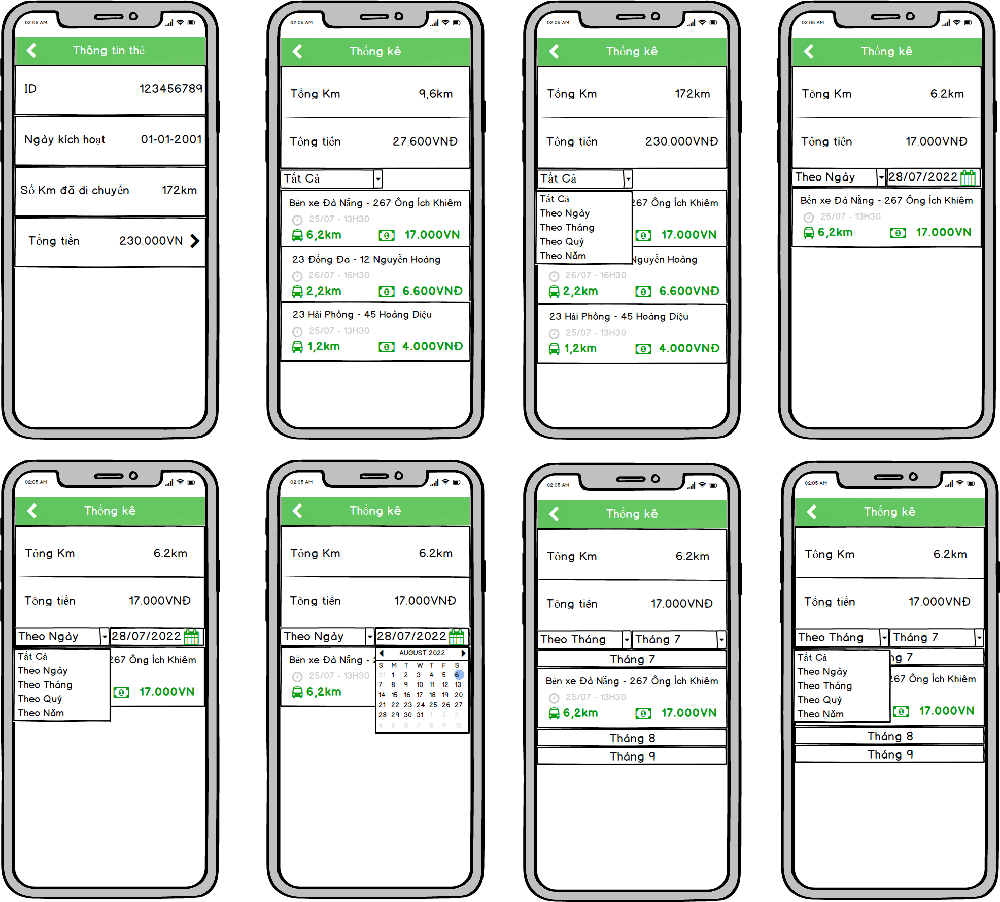 02:05 AM
Thông tin thẻ
ID 123456789
Ngày kích hoạt 01-01-2001
Số Km đã di chuyển 172km
Tổng tiền 230.000VN
02:05 AM
Thống kê
Tổng Km 9,6km
Tổng tiền 27.600VNĐ
Tất Cả
Bến xe Đà Nẵng - 267 Ông Ích Khiêm
25/07 - 13H30
6,2km 17.000VN
23 Đống Đa - 12 Nguyễn Hoàng
26/07 - 16H30
2,2km 6.600VNĐ
23 Hải Phòng - 45 Hoàng Diệu
25/07 - 13H30
1,2km 4.000VNĐ
02:05 AM
Thống kê
Tổng Km 172km
Tổng tiền 230.000VNĐ
Tất Cả
Tất Cả
Theo Ngày
Theo Tháng
Theo Quý
Theo Năm
267 Ông Ích Khiêm
17.000VN
Nguyễn Hoàng
26/07 - 16H30
2,2km 6.600VNĐ
23 Hải Phòng - 45 Hoàng Diệu
25/07 - 13H30
1,2km 4.000VNĐ
02:05 AM
Thống kê
Tổng Km 6.2km
Tổng tiền 17.000VNĐ
Theo Ngày 28/07/2022
Bến xe Đà Nẵng - 267 Ông Ích Khiêm
25/07 - 13H30
6,2km 17.000VN
02:05 AM
Thống kê
Tổng Km 6.2km
Tổng tiền 17.000VNĐ
Theo Ngày 28/07/2022
Tất Cả
Theo Ngày
Theo Tháng
Theo Quý
Theo Năm
267 Ông Ích Khiêm
17.000VN
02:05 AM
Thống kê
Tổng Km 6.2km
Tổng tiền 17.000VNĐ
Theo Ngày 28/07/2022
Bến xe Đà Nẵng - 2
25/07 - 13H30
6,2km
AUGUST 2022
S M T W T F S
31 1 2 3 4 5 6
7 8 9 10 11 12 13
14 15 16 17 18 19 20
21 22 23 24 25 26 27
28 29 30 31 1 2 3
4 5 6 7 8 9 10
02:05 AM
Thống kê
Tổng Km 6.2km
Tổng tiền 17.000VNĐ
Theo Tháng Tháng 7
Tháng 7
Bến xe Đà Nẵng - 267 Ông Ích Khiêm
25/07 - 13H30
6,2km 17.000VN
Tháng 8
Tháng 9
02:05 AM
Thống kê
Tổng Km 6.2km
Tổng tiền 17.000VNĐ
Theo Tháng Tháng 7
Tất Cả
Theo Ngày
Theo Tháng
Theo Quý
Theo Năm
ng 7
267 Ông Ích Khiêm
17.000VN
Tháng 8
Tháng 9